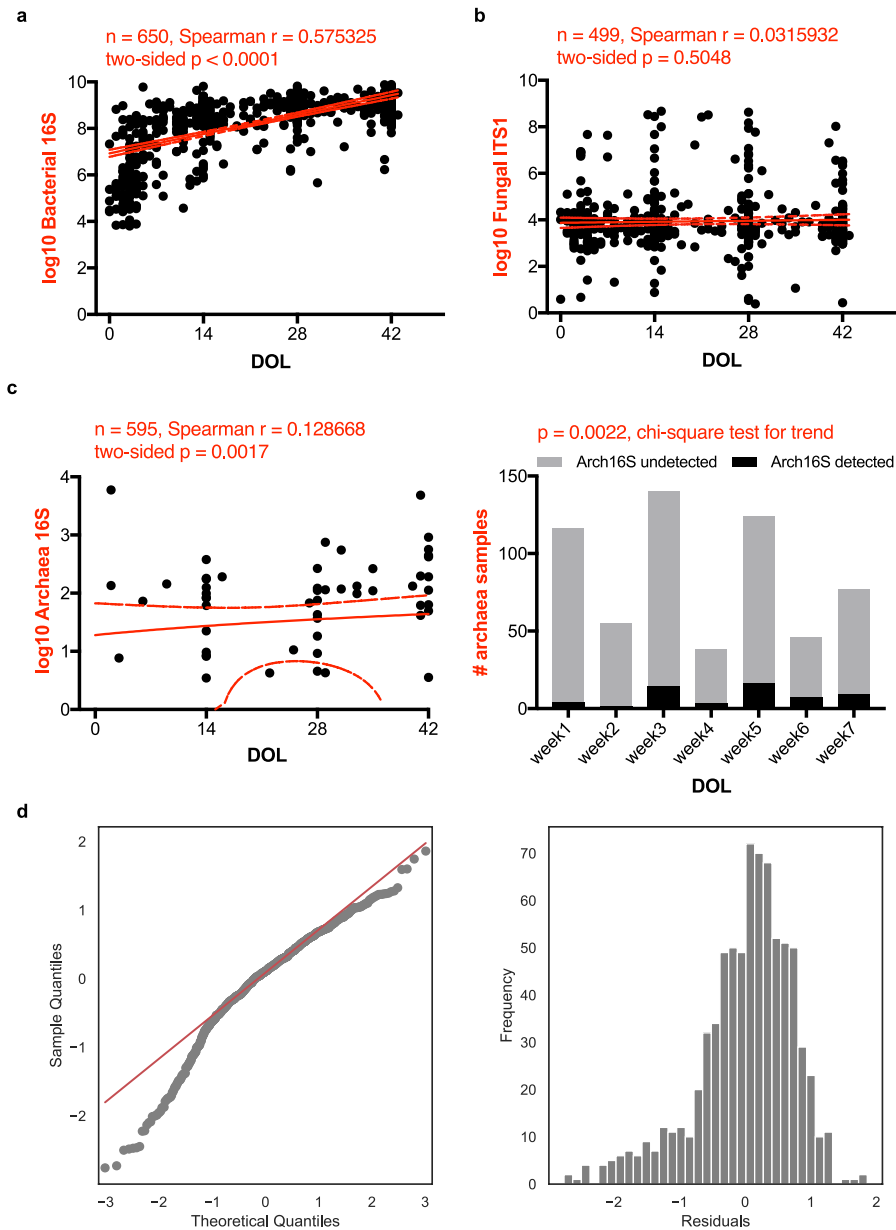 a
n = 650, Spearman r = 0.575325
two-sided p < 0.0001
10
8
6
4
2
0
log10 Bacterial 16S
0 14 28 42
DOL
b
n = 499, Spearman r = 0.0315932
two-sided p = 0.5048
10
8
6
4
2
0
log10 Fungal ITS1
0 14 28 42
DOL
c
n = 595, Spearman r = 0.128668
two-sided p = 0.0017
4
3
2
1
0
log10 Archaea 16S
0 14 28 42
DOL
p = 0.0022, chi-square test for trend
Arch16S undetected Arch16S detected
150
100
50
0
# archaea samples
week1 week2 week3 week4 week5 week6 week7
DOL
d
2
1
0
−1
−2
Sample Quantiles
−3 −2 −1 0 1 2 3
Theoretical Quantiles
70
60
50
40
30
20
10
0
Frequency
−2 −1 0 1 2
Residuals